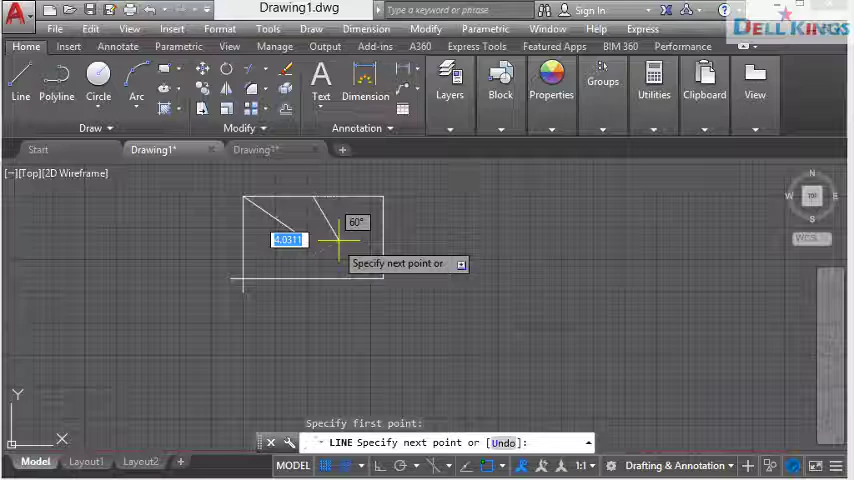 Drawing1.dwg
Type a keyword or phrase
Sign In
DELL KINGS
File Edit View Insert Format Tools Draw Dimension Modify Window Help Express
Home Insert Annotate Parametric View Manage Output Add-ins A360 Express Tools Featured Apps BIM 360 Performance
Line Polyline Circle Arc Text Dimension Layers Block Properties Groups Utilities Clipboard View
Draw Modify Annotation
Start Drawing1* Drawing1*
[−][Top][2D Wireframe]
N
W TOP E
S
60°
4.0311
Specify next point or
Y
X
Specify first point:
LINE Specify next point or [Undo]:
Model Layout1 Layout2 +
MODEL 1:1 Drafting & Annotation